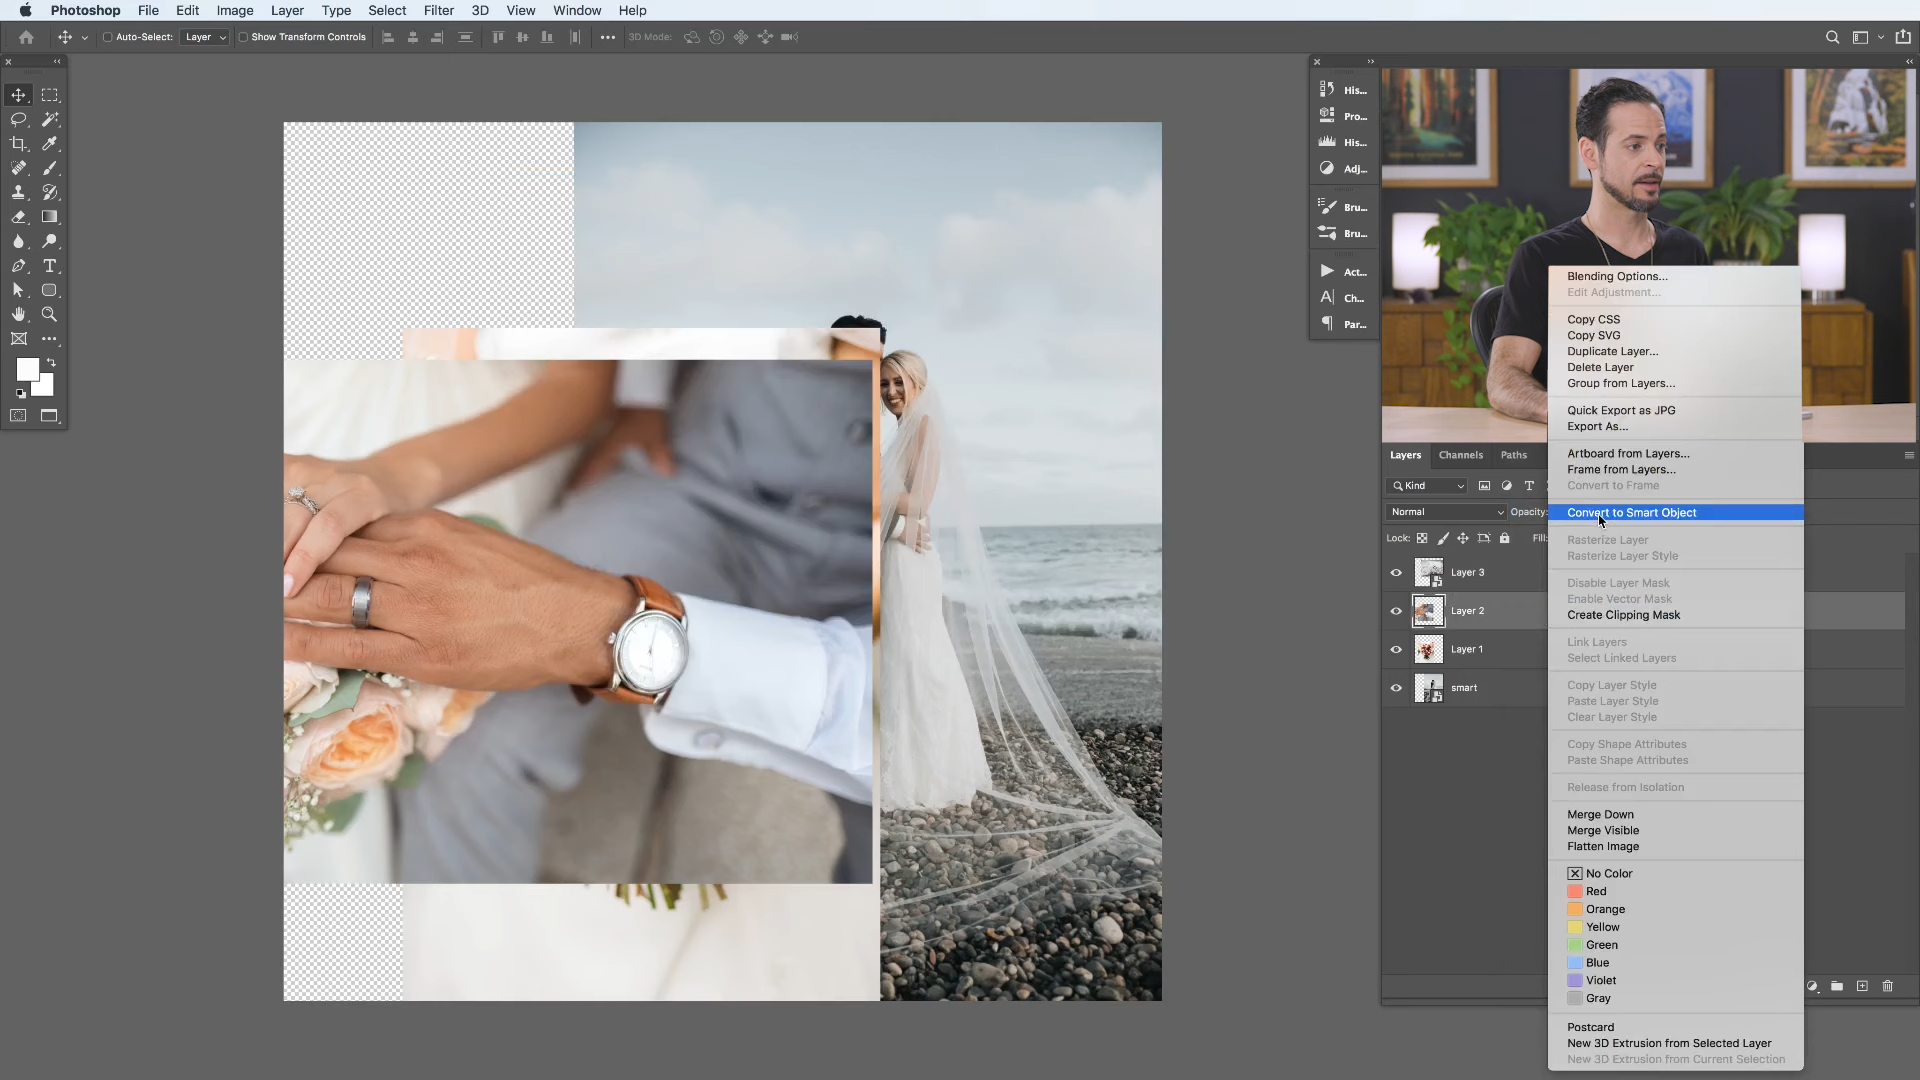 Photoshop File Edit Image Layer Type Select Filter 3D View Window Help
Auto-Select: Layer Show Transform Controls 3D Mode:
His...
Pro...
His...
Adj...
Bru...
Bru...
Act...
Ch...
Par...
Layers Channels Paths
Kind
Normal Opacity:
Lock: Fill:
Layer 3
Layer 2
Layer 1
smart
Blending Options...
Edit Adjustment...
Copy CSS
Copy SVG
Duplicate Layer...
Delete Layer
Group from Layers...
Quick Export as JPG
Export As...
Artboard from Layers...
Frame from Layers...
Convert to Frame
Convert to Smart Object
Rasterize Layer
Rasterize Layer Style
Disable Layer Mask
Enable Vector Mask
Create Clipping Mask
Link Layers
Select Linked Layers
Copy Layer Style
Paste Layer Style
Clear Layer Style
Copy Shape Attributes
Paste Shape Attributes
Release from Isolation
Merge Down
Merge Visible
Flatten Image
No Color
Red
Orange
Yellow
Green
Blue
Violet
Gray
Postcard
New 3D Extrusion from Selected Layer
New 3D Extrusion from Current Selection